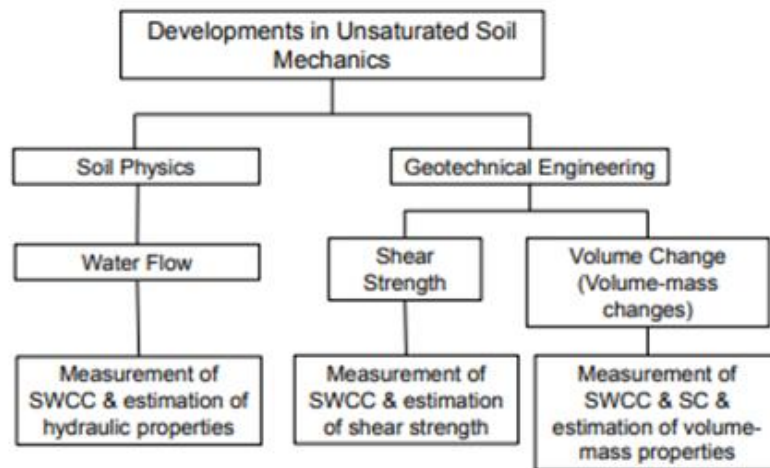 Developments in Unsaturated Soil
Mechanics
Soil Physics
Geotechnical Engineering
Water Flow
Shear
Strength
Volume Change
(Volume-mass
changes)
Measurement of
SWCC & estimation of
hydraulic properties
Measurement of
SWCC & estimation
of shear strength
Measurement of
SWCC & SC &
estimation of volume-
mass properties